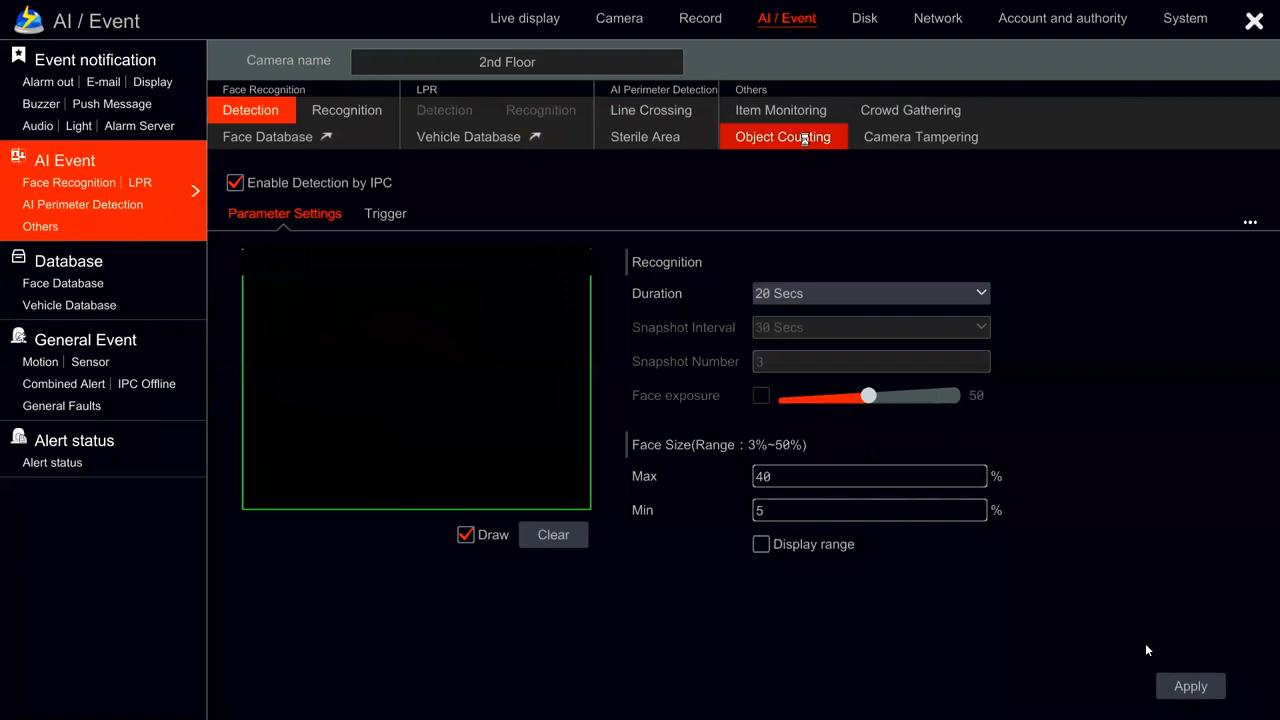 AI / Event
Live display Camera Record AI / Event Disk Network Account and authority System
Event notification
Alarm out E-mail Display
Buzzer Push Message
Audio Light Alarm Server
AI Event
Face Recognition LPR
AI Perimeter Detection
Others
Database
Face Database
Vehicle Database
General Event
Motion Sensor
Combined Alert IPC Offline
General Faults
Alert status
Alert status
Camera name 2nd Floor
Face Recognition LPR AI Perimeter Detection Others
Detection Recognition Detection Recognition Line Crossing Item Monitoring Crowd Gathering
Face Database Vehicle Database Sterile Area Object Counting Camera Tampering
Enable Detection by IPC
Parameter Settings Trigger
...
Recognition
Duration 20 Secs
Snapshot Interval 30 Secs
Snapshot Number 3
Face exposure 50
Face Size(Range : 3%~50%)
Max 40 %
Min 5 %
Draw Clear
Display range
Apply